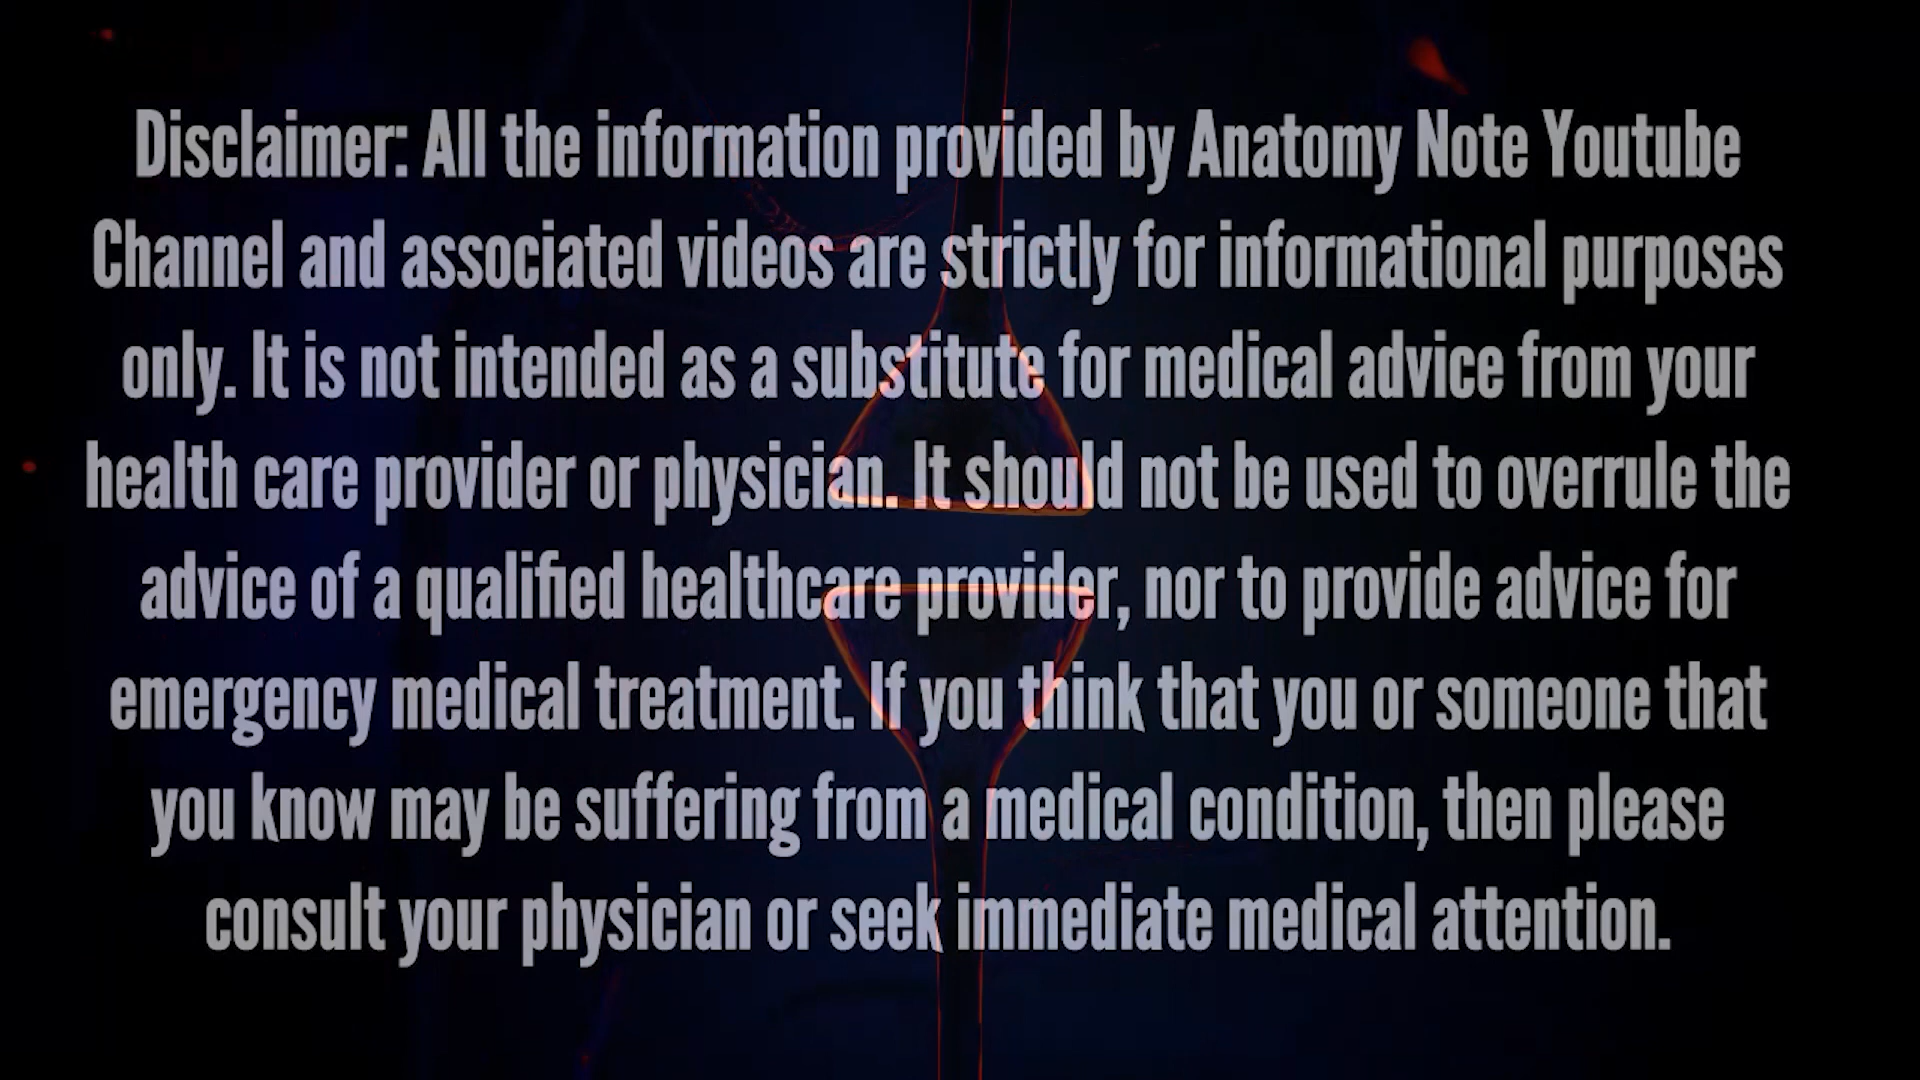 Disclaimer: All the information provided by Anatomy Note Youtube
Channel and associated videos are strictly for informational purposes
only. It is not intended as a substitute for medical advice from your
health care provider or physician. It should not be used to overrule the
advice of a qualified healthcare provider, nor to provide advice for
emergency medical treatment. If you think that you or someone that
you know may be suffering from a medical condition, then please
consult your physician or seek immediate medical attention.